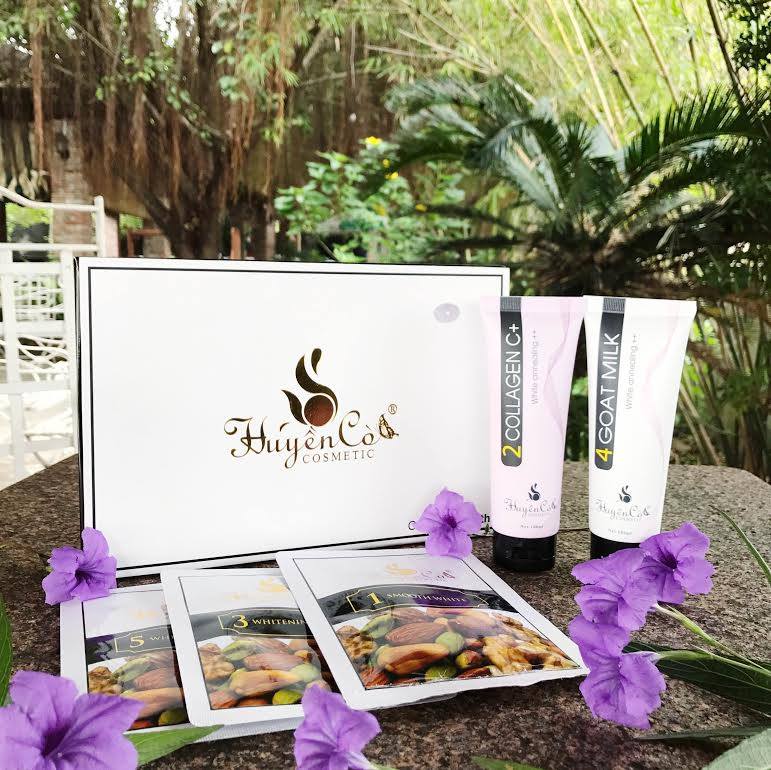 Huyền Cò®
COSMETIC
2 COLLAGEN C+
White annealing ++
Huyền Cò
COSMETIC
4 GOAT MILK
White annealing ++
Huyền Cò
COSMETIC
1 SMOOTH WHITE
3 WHITENIN
5 WH